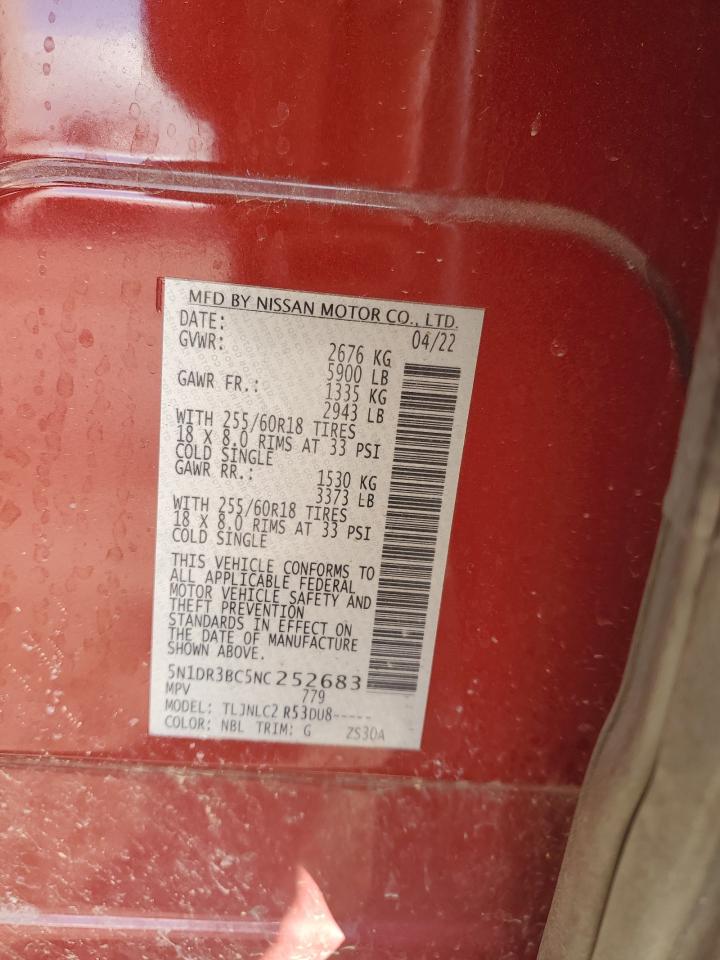 MFD BY NISSAN MOTOR CO., LTD.
DATE: 04/22
GVWR: 2676 KG
5900 LB
GAWR FR.: 1335 KG
2943 LB
WITH 255/60R18 TIRES
18 X 8.0 RIMS AT 33 PSI
COLD SINGLE
GAWR RR.: 1530 KG
3373 LB
WITH 255/60R18 TIRES
18 X 8.0 RIMS AT 33 PSI
COLD SINGLE
THIS VEHICLE CONFORMS TO
ALL APPLICABLE FEDERAL
MOTOR VEHICLE SAFETY AND
THEFT PREVENTION
STANDARDS IN EFFECT ON
THE DATE OF MANUFACTURE
SHOWN ABOVE.
5N1DR3BC5NC252683
MPV 779
MODEL: TLJNLC2 R53DU8-----
COLOR: NBL TRIM: G ZS30A